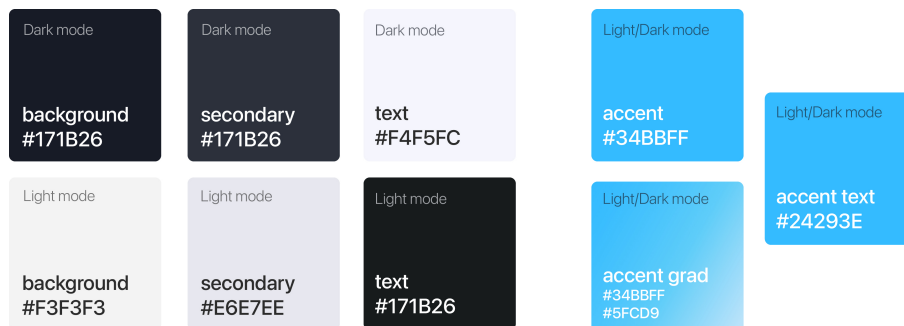 Dark mode
background
#171B26
Dark mode
secondary
#171B26
Dark mode
text
#F4F5FC
Light/Dark mode
accent
#34BBFF
Light/Dark mode
accent text
#24293E
Light mode
background
#F3F3F3
Light mode
secondary
#E6E7EE
Light mode
text
#171B26
Light/Dark mode
accent grad
#34BBFF
#5FCD9